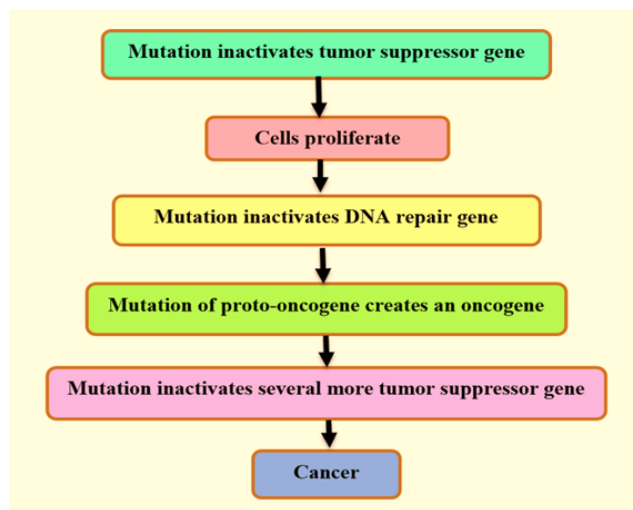 Mutation inactivates tumor suppressor gene
Cells proliferate
Mutation inactivates DNA repair gene
Mutation of proto-oncogene creates an oncogene
Mutation inactivates several more tumor suppressor gene
Cancer